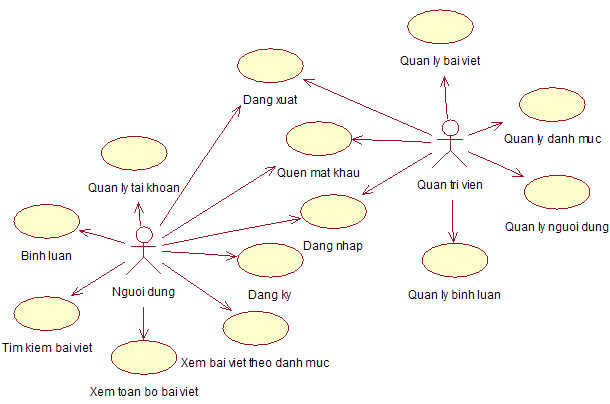 Quan ly bai viet
Dang xuat
Quan ly danh muc
Quen mat khau
Quan tri vien
Quan ly tai khoan
Quan ly nguoi dung
Dang nhap
Binh luan
Nguoi dung
Dang ky
Quan ly binh luan
Tim kiem bai viet
Xem bai viet theo danh muc
Xem toan bo bai viet